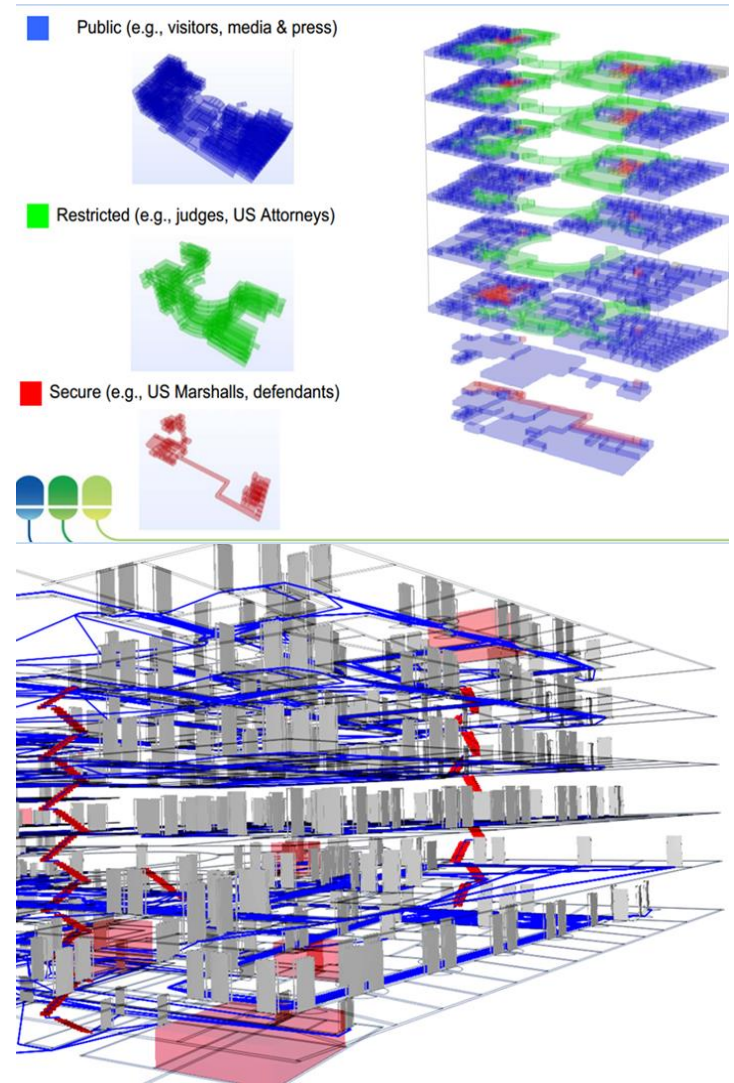 Public (e.g., visitors, media & press)
Restricted (e.g., judges, US Attorneys)
Secure (e.g., US Marshalls, defendants)